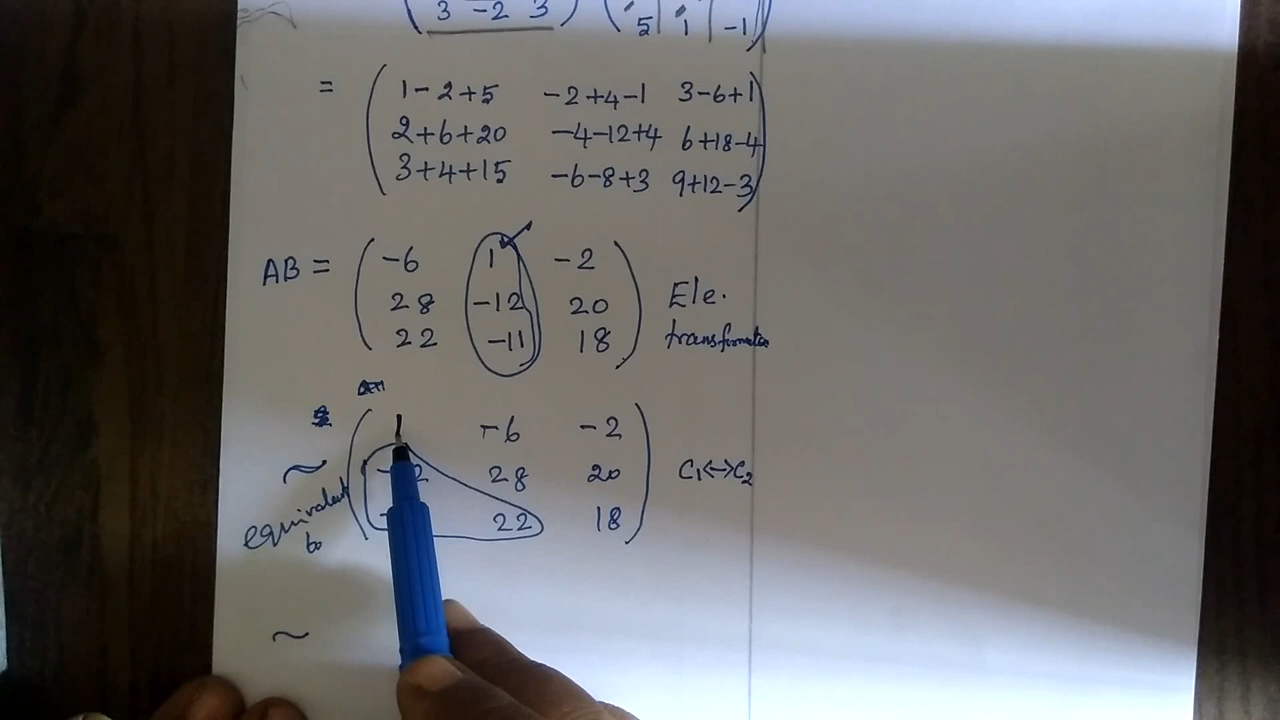 3 -2 3 5 1 -1
= 1-2+5 -2+4-1 3-6+1
2+6+20 -4-12+4 6+18-4
3+4+15 -6-8+3 9+12-3
AB = -6 1 -2
28 -12 20 Ele.
22 -11 18 transformation
1 -6 -2
~ 28 20 C1↔C2
equivalent 22 18
to
~